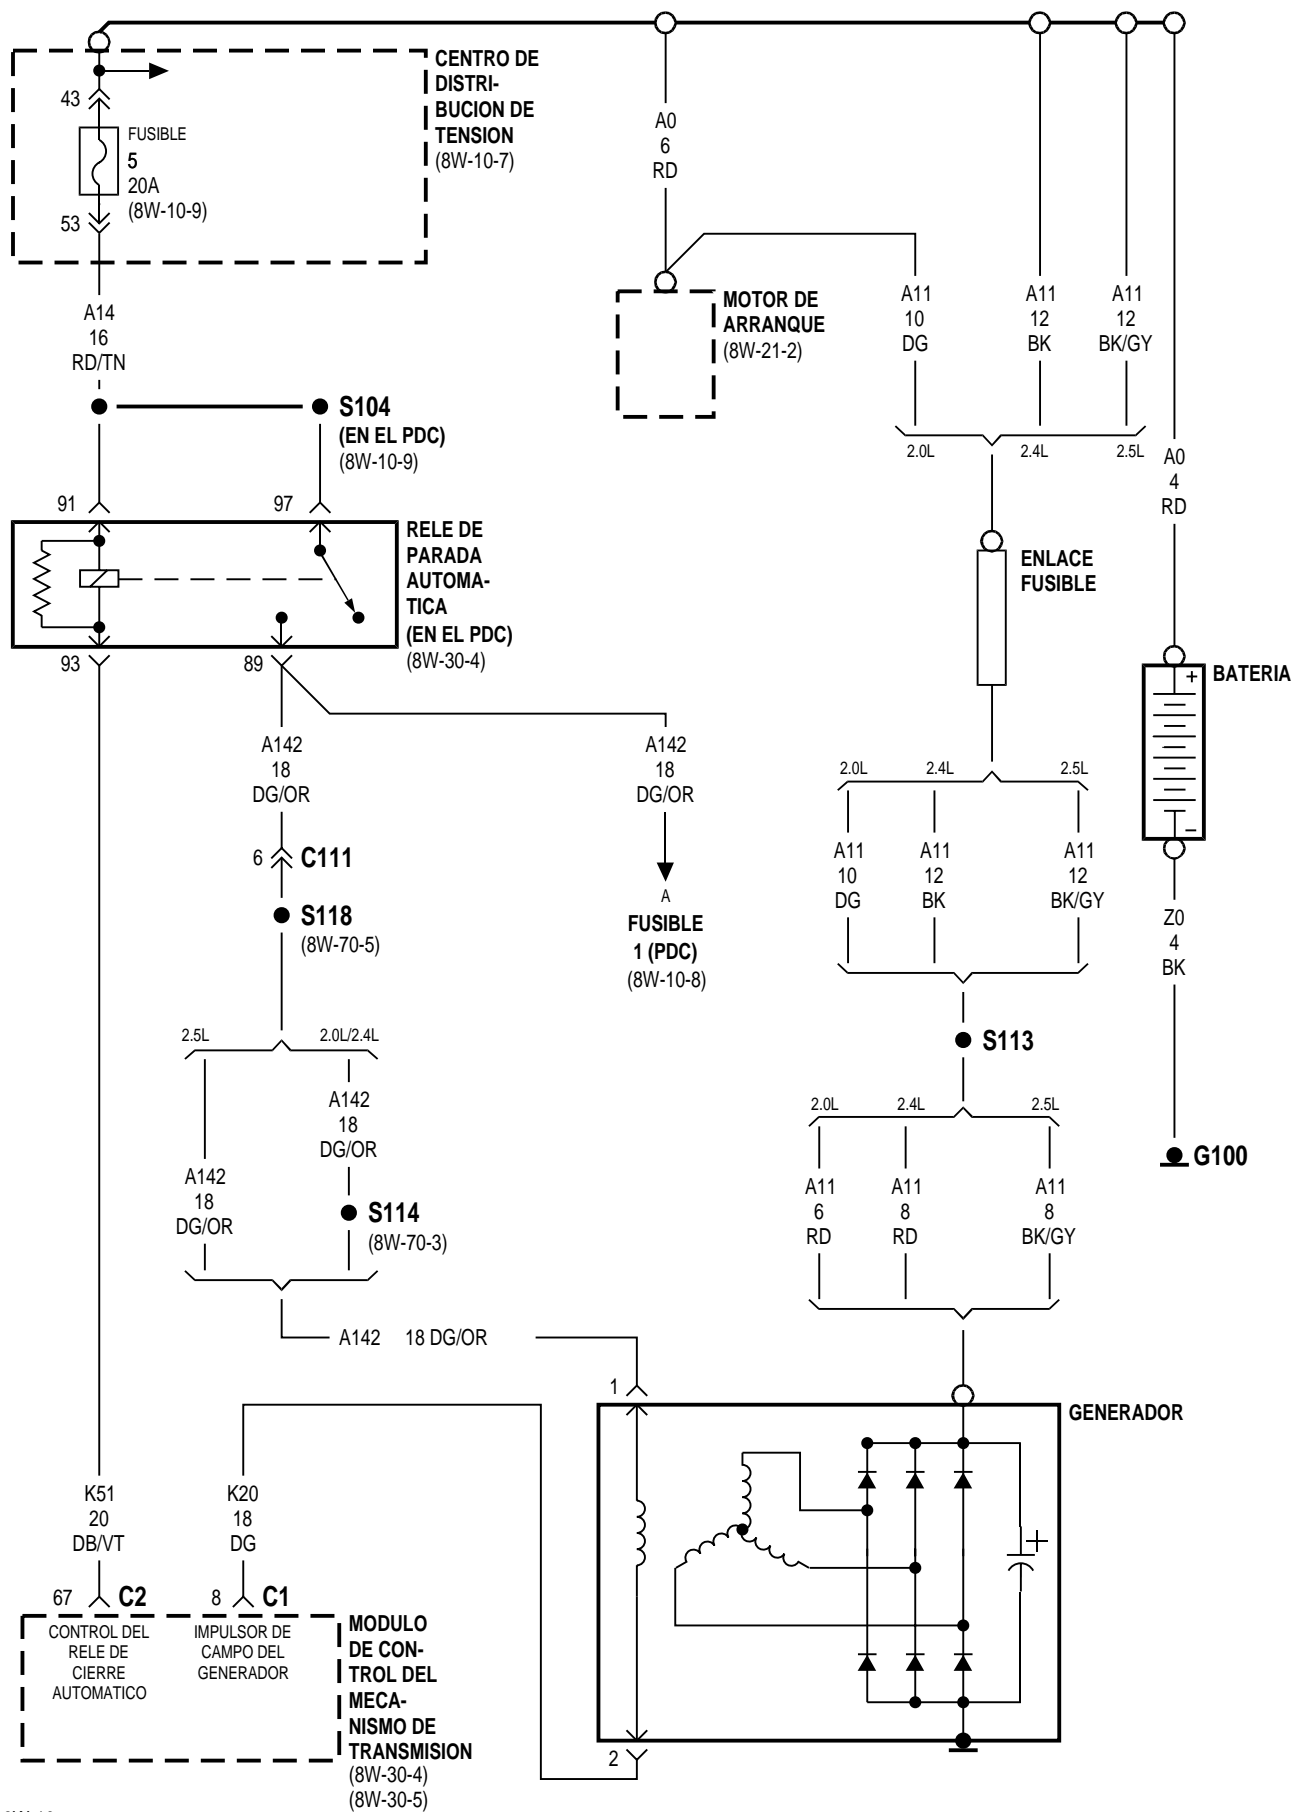 CENTRO DE
DISTRI-
BUCION DE
TENSION
(8W-10-7)
43
FUSIBLE
5
20A
(8W-10-9)
53
A0
6
RD
A14
16
RD/TN
MOTOR DE
ARRANQUE
(8W-21-2)
A11
10
DG
A11
12
BK
A11
12
BK/GY
S104
(EN EL PDC)
(8W-10-9)
2.0L
2.4L
2.5L
A0
4
RD
91
97
RELE DE
PARADA
AUTOMA-
TICA
(EN EL PDC)
(8W-30-4)
ENLACE
FUSIBLE
93
89
+
BATERIA
−
A142
18
DG/OR
A142
18
DG/OR
2.0L
2.4L
2.5L
A11
10
DG
A11
12
BK
A11
12
BK/GY
6
C111
A
FUSIBLE
1 (PDC)
(8W-10-8)
S118
(8W-70-5)
Z0
4
BK
2.5L
2.0L/2.4L
S113
A142
18
DG/OR
A142
18
DG/OR
2.0L
2.4L
2.5L
G100
A11
6
RD
A11
8
RD
A11
8
BK/GY
S114
(8W-70-3)
A142 18 DG/OR
1
GENERADOR
K51
20
DB/VT
K20
18
DG
+
67
C2
8
C1
CONTROL DEL
RELE DE
CIERRE
AUTOMATICO
IMPULSOR DE
CAMPO DEL
GENERADOR
MODULO
DE CON-
TROL DEL
MECA-
NISMO DE
TRANSMISION
(8W-30-4)
(8W-30-5)
2